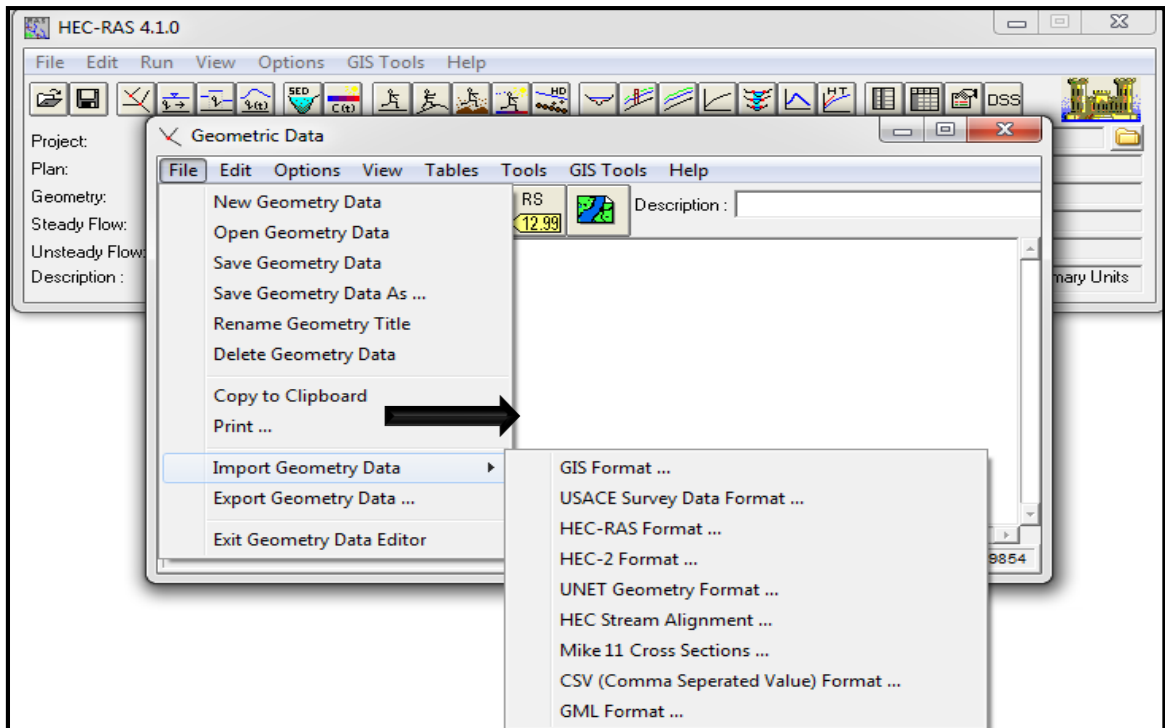 HEC-RAS 4.1.0
File Edit Run View Options GIS Tools Help
SED
C(t)
HD
HT
DSS
Project:
Plan:
Geometry:
Steady Flow:
Unsteady Flow:
Description :
mary Units
Geometric Data
File Edit Options View Tables Tools GIS Tools Help
New Geometry Data
Open Geometry Data
Save Geometry Data
Save Geometry Data As ...
Rename Geometry Title
Delete Geometry Data
Copy to Clipboard
Print ...
Import Geometry Data
Export Geometry Data ...
Exit Geometry Data Editor
RS
12.99
Description :
9854
GIS Format ...
USACE Survey Data Format ...
HEC-RAS Format ...
HEC-2 Format ...
UNET Geometry Format ...
HEC Stream Alignment ...
Mike 11 Cross Sections ...
CSV (Comma Seperated Value) Format ...
GML Format ...